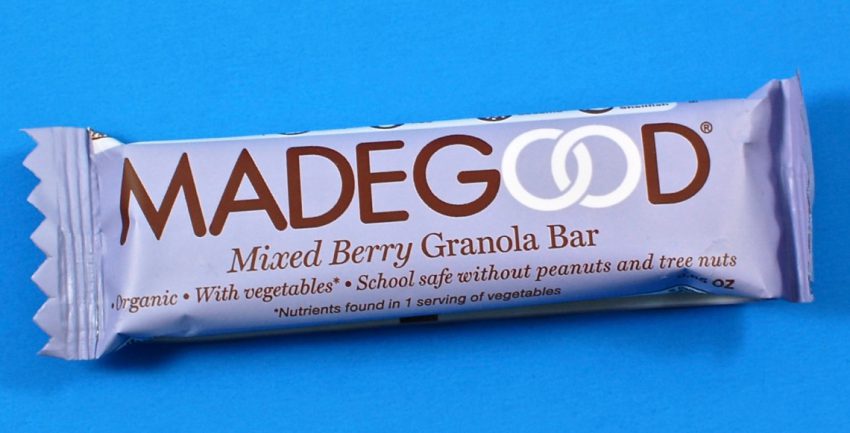 MADEGOOD®
Mixed Berry Granola Bar
•Organic • With vegetables* • School safe without peanuts and tree nuts
*Nutrients found in 1 serving of vegetables
OZ